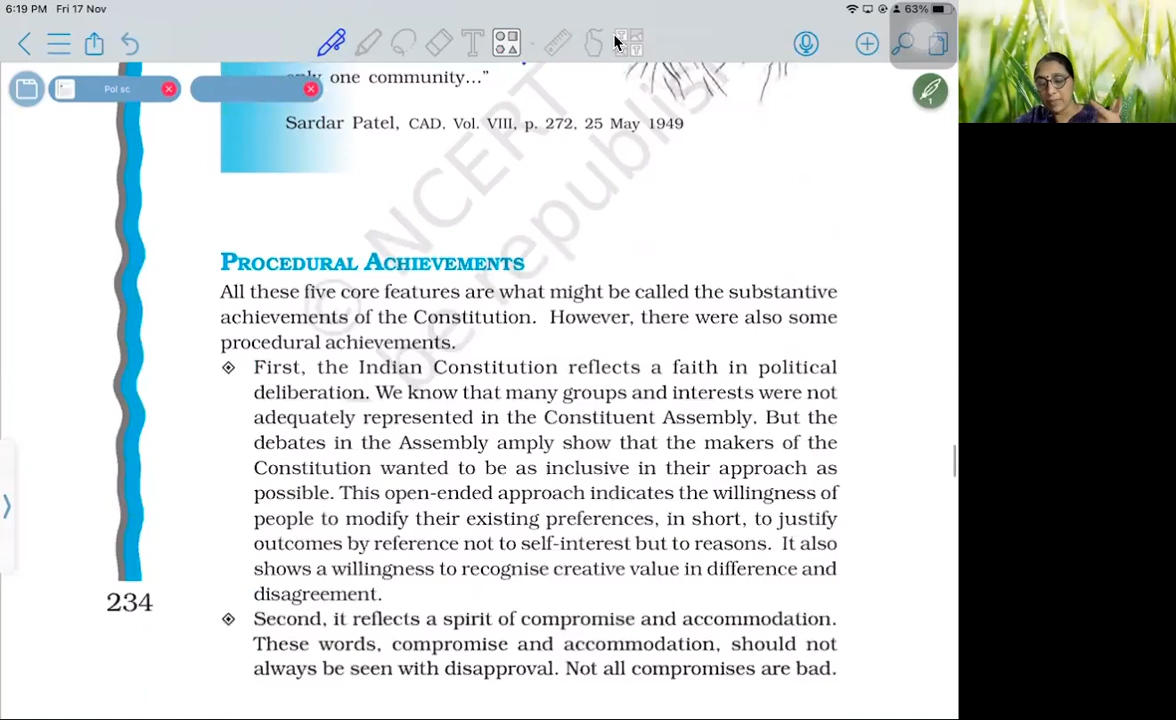 6:19 PM Fri 17 Nov
63%
Pol sc
one community...”
Sardar Patel, CAD, Vol. VIII, p. 272, 25 May 1949
© NCERT
be republis
PROCEDURAL ACHIEVEMENTS
All these five core features are what might be called the substantive
achievements of the Constitution. However, there were also some
procedural achievements.
First, the Indian Constitution reflects a faith in political
deliberation. We know that many groups and interests were not
adequately represented in the Constituent Assembly. But the
debates in the Assembly amply show that the makers of the
Constitution wanted to be as inclusive in their approach as
possible. This open-ended approach indicates the willingness of
people to modify their existing preferences, in short, to justify
outcomes by reference not to self-interest but to reasons. It also
shows a willingness to recognise creative value in difference and
disagreement.
234
Second, it reflects a spirit of compromise and accommodation.
These words, compromise and accommodation, should not
always be seen with disapproval. Not all compromises are bad.